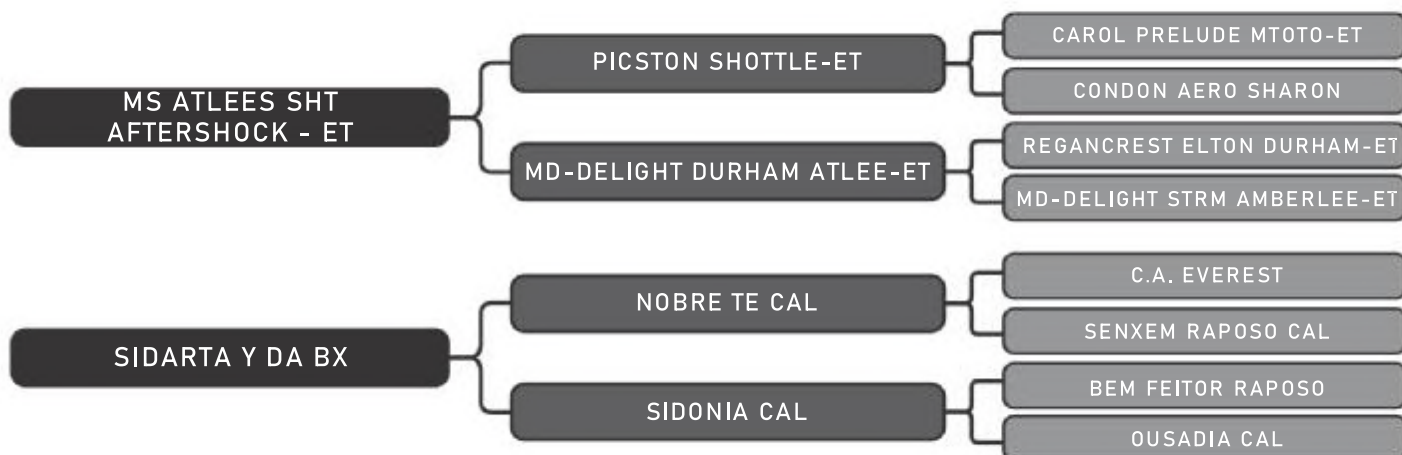 MS ATLEES SHT
AFTERSHOCK - ET
PICSTON SHOTTLE-ET
MD-DELIGHT DURHAM ATLEE-ET
CAROL PRELUDE MTOTO-ET
CONDON AERO SHARON
REGANCREST ELTON DURHAM-ET
MD-DELIGHT STRM AMBERLEE-ET
SIDARTA Y DA BX
NOBRE TE CAL
SIDONIA CAL
C.A. EVEREST
SENXEM RAPOSO CAL
BEM FEITOR RAPOSO
OUSADIA CAL